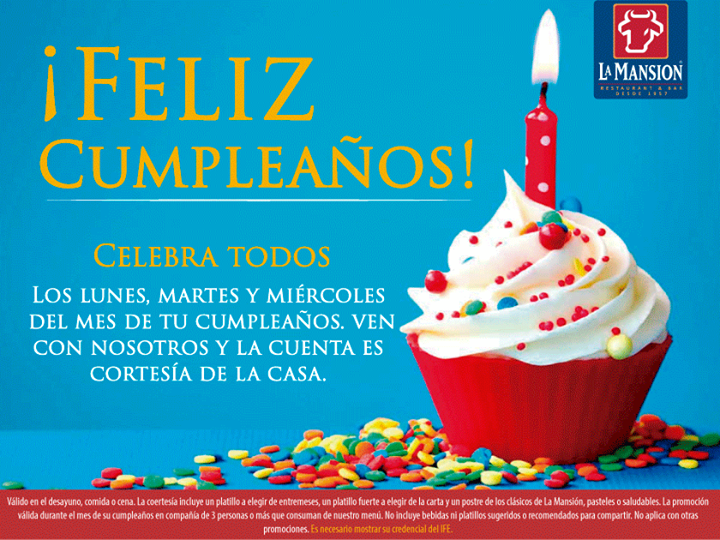 ¡FELIZ
CUMPLEAÑOS!
LA MANSION®
RESTAURANT & BAR
DESDE 1957
CELEBRA TODOS
LOS LUNES, MARTES Y MIÉRCOLES
DEL MES DE TU CUMPLEAÑOS. VEN
CON NOSOTROS Y LA CUENTA ES
CORTESÍA DE LA CASA.
Válido en el desayuno, comida o cena. La coertesía incluye un platillo a elegir de entremeses, un platillo fuerte a elegir de la carta y un postre de los clásicos de La Mansión, pasteles o saludables. La promoción
válida durante el mes de su cumpleaños en compañía de 3 personas o más que consuman de nuestro menú. No incluye bebidas ni platillos sugeridos o recomendados para compartir. No aplica con otras
promociones. Es necesario mostrar su credencial del IFE.